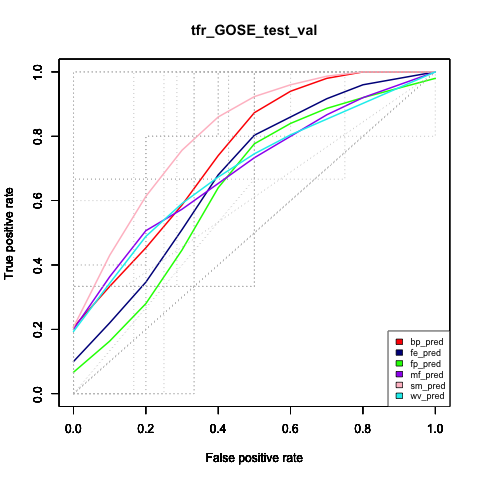 tfr_GOSE_test_val
True positive rate
1.0
0.8
0.6
0.4
0.2
0.0
0.0 0.2 0.4 0.6 0.8 1.0
False positive rate
bp_pred
fe_pred
fp_pred
mf_pred
sm_pred
wv_pred